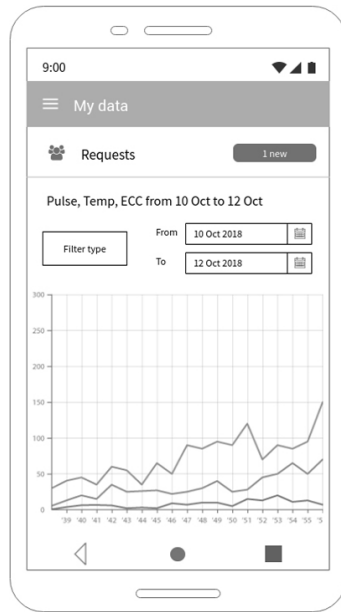 9:00
My data
Requests
1 new
Pulse, Temp, ECC from 10 Oct to 12 Oct
Filter type
From
10 Oct 2018
To
12 Oct 2018
300
250
200
150
100
50
0
'39 '40 '41 '42 '43 '44 '45 '46 '47 '48 '49 '50 '51 '52 '53 '54 '55 '5